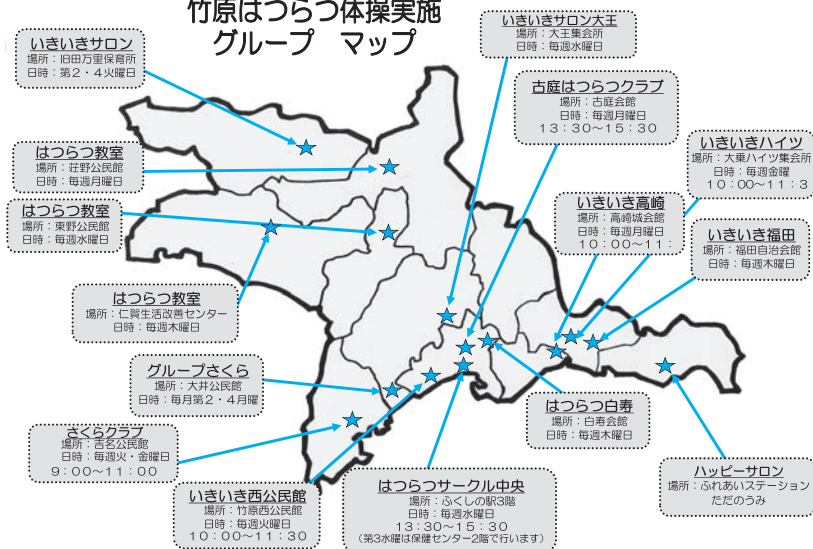 竹原はつらつ体操実施
グループ　マップ
いきいきサロン
場所：旧田万里保育所
日時：第2・4火曜日
はつらつ教室
場所：荘野公民館
日時：毎週月曜日
はつらつ教室
場所：東野公民館
日時：毎週水曜日
はつらつ教室
場所：仁賀生活改善センター
日時：毎週木曜日
グループさくら
場所：大井公民館
日時：毎月第2・4月曜
さくらクラブ
場所：吉名公民館
日時：毎週火・金曜日
9：00～11：00
いきいき西公民館
場所：竹原西公民館
日時：毎週火曜日
10：00～11：30
はつらつサークル中央
場所：ふくしの駅3階
日時：毎週水曜日
13：30～15：30
（第3水曜は保健センター2階で行います）
いきいきサロン大王
場所：大王集会所
日時：毎週水曜日
古庭はつらつクラブ
場所：古庭会館
日時：毎週月曜日
13：30～15：30
いきいきハイツ
場所：大乗ハイツ集会所
日時：毎週金曜
10：00～11：3
いきいき高崎
場所：高崎城会館
日時：毎週月曜日
10：00～11：
いきいき福田
場所：福田自治会館
日時：毎週木曜日
はつらつ白寿
場所：白寿会館
日時：毎週木曜日
ハッピーサロン
場所：ふれあいステーション
ただのうみ